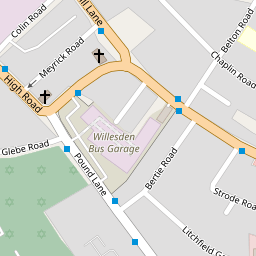 Colin Road
ill Lane
Meyrick Road
Belton Road
Chaplin Road
High Road
Willesden
Bus Garage
Glebe Road
Pound Lane
Bertie Road
Strode Road
Litchfield G